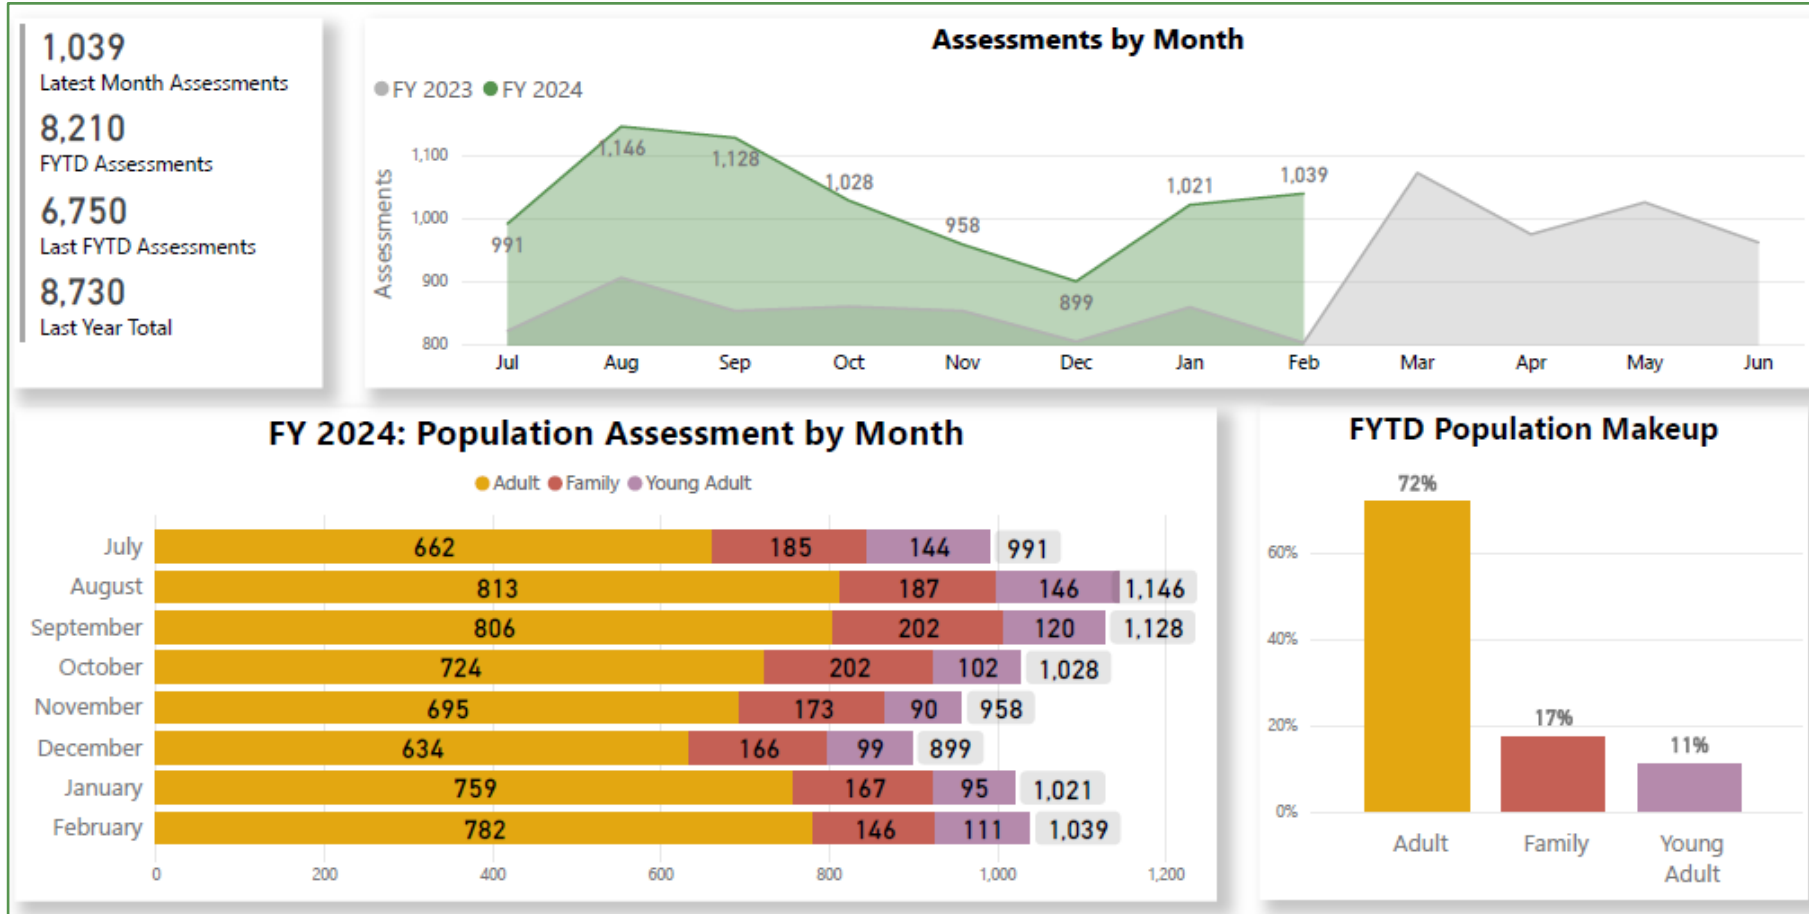 1,039
Latest Month Assessments
8,210
FYTD Assessments
6,750
Last FYTD Assessments
8,730
Last Year Total
Assessments by Month
FY 2023 FY 2024
Assessments
1,100
1,000
900
800
991
1,146
1,128
1,028
958
899
1,021
1,039
Jul Aug Sep Oct Nov Dec Jan Feb Mar Apr May Jun
FY 2024: Population Assessment by Month
Adult Family Young Adult
July 662 185 144 991
August 813 187 146 1,146
September 806 202 120 1,128
October 724 202 102 1,028
November 695 173 90 958
December 634 166 99 899
January 759 167 95 1,021
February 782 146 111 1,039
0 200 400 600 800 1,000 1,200
FYTD Population Makeup
60%
40%
20%
0%
72%
17%
11%
Adult Family Young
Adult